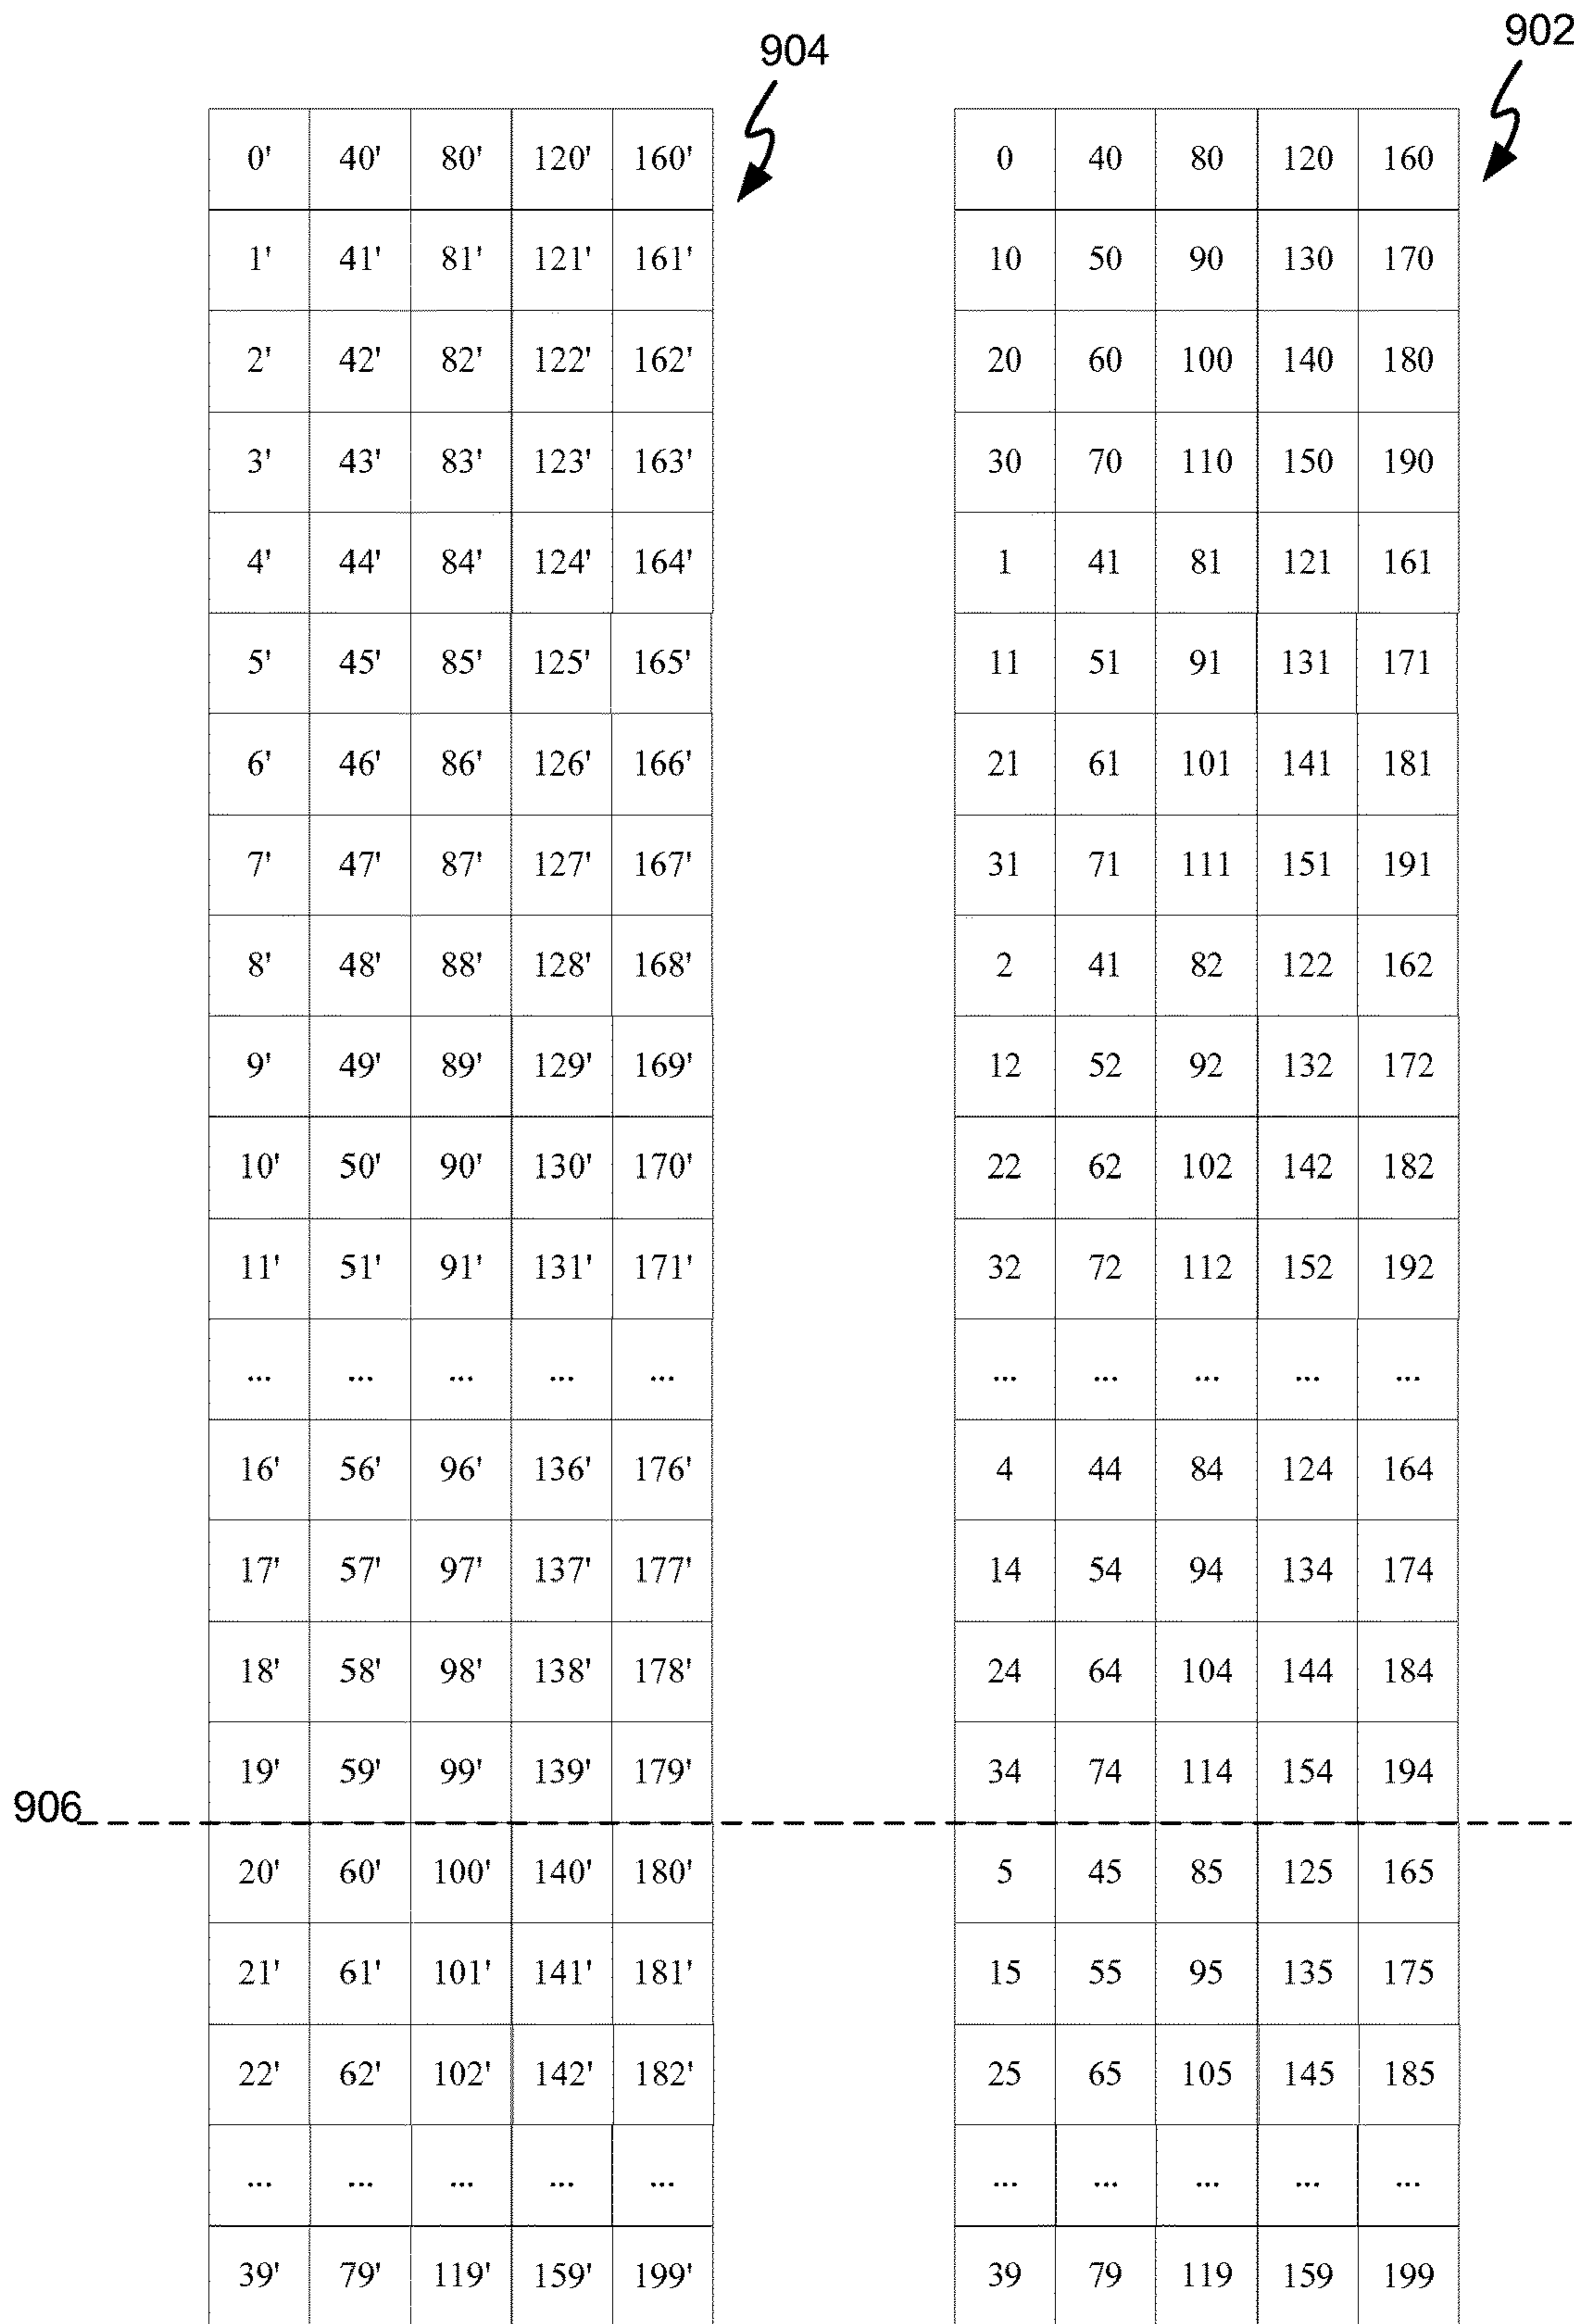 904 902
0' 40' 80' 120' 160' 0 40 80 120 160
1' 41' 81' 121' 161' 10 50 90 130 170
2' 42' 82' 122' 162' 20 60 100 140 180
3' 43' 83' 123' 163' 30 70 110 150 190
4' 44' 84' 124' 164' 1 41 81 121 161
5' 45' 85' 125' 165' 11 51 91 131 171
6' 46' 86' 126' 166' 21 61 101 141 181
7' 47' 87' 127' 167' 31 71 111 151 191
8' 48' 88' 128' 168' 2 41 82 122 162
9' 49' 89' 129' 169' 12 52 92 132 172
10' 50' 90' 130' 170' 22 62 102 142 182
11' 51' 91' 131' 171' 32 72 112 152 192
... ... ... ... ... ... ... ... ... ...
16' 56' 96' 136' 176' 4 44 84 124 164
17' 57' 97' 137' 177' 14 54 94 134 174
18' 58' 98' 138' 178' 24 64 104 144 184
19' 59' 99' 139' 179' 34 74 114 154 194
906
20' 60' 100' 140' 180' 5 45 85 125 165
21' 61' 101' 141' 181' 15 55 95 135 175
22' 62' 102' 142' 182' 25 65 105 145 185
... ... ... ... ... ... ... ... ... ...
39' 79' 119' 159' 199' 39 79 119 159 199